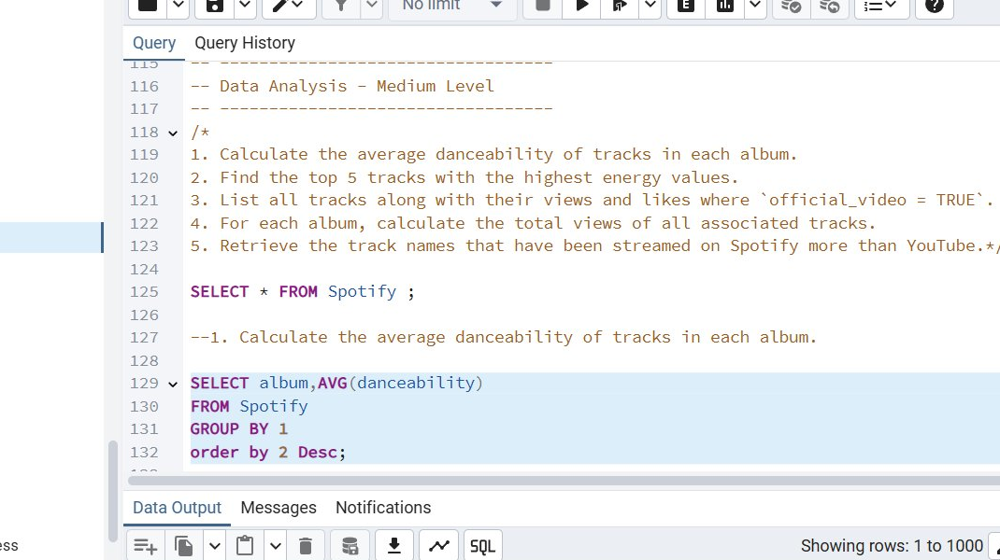 No limit
Query Query History
115 -- ----------------------------------
116 -- Data Analysis - Medium Level
117 -- ----------------------------------
118 /*
119 1. Calculate the average danceability of tracks in each album.
120 2. Find the top 5 tracks with the highest energy values.
121 3. List all tracks along with their views and likes where `official_video = TRUE`.
122 4. For each album, calculate the total views of all associated tracks.
123 5. Retrieve the track names that have been streamed on Spotify more than YouTube.*/
124
125 SELECT * FROM Spotify ;
126
127 --1. Calculate the average danceability of tracks in each album.
128
129 SELECT album,AVG(danceability)
130 FROM Spotify
131 GROUP BY 1
132 order by 2 Desc;
Data Output Messages Notifications
ess
SQL
Showing rows: 1 to 1000